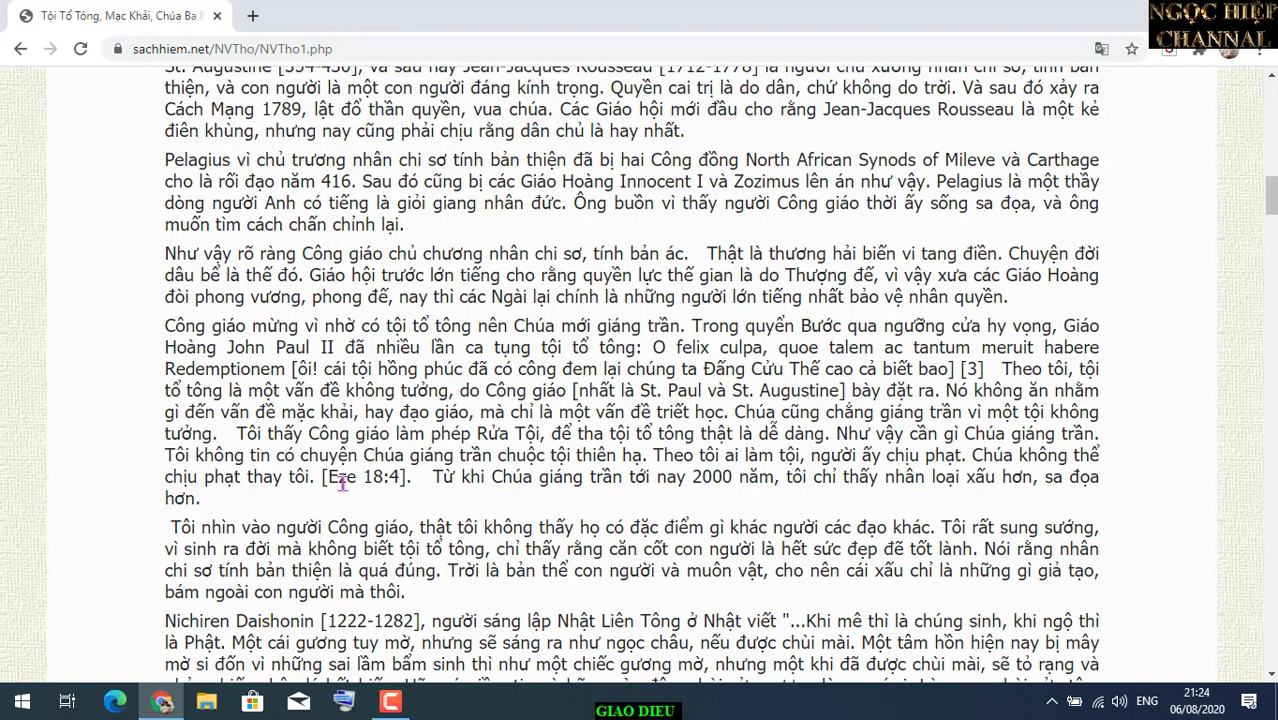 Tội Tổ Tông, Mạc Khải, Chúa Ba
NGỌC HIỆP
CHANNAL
sachhiem.net/NVTho/NVTho1.php
St. Augustine [354-430], và sau này Jean-Jacques Rousseau [1712-1778] là người chủ xướng nhân chi sơ, tính bản
thiện, và con người là một con người đáng kính trọng. Quyền cai trị là do dân, chứ không do trời. Và sau đó xảy ra
Cách Mạng 1789, lật đổ thần quyền, vua chúa. Các Giáo hội mới đầu cho rằng Jean-Jacques Rousseau là một kẻ
điên khùng, nhưng nay cũng phải chịu rằng dân chủ là hay nhất.
Pelagius vì chủ trương nhân chi sơ tính bản thiện đã bị hai Công đồng North African Synods of Mileve và Carthage
cho là rối đạo năm 416. Sau đó cũng bị các Giáo Hoàng Innocent I và Zozimus lên án như vậy. Pelagius là một thầy
dòng người Anh có tiếng là giỏi giang nhân đức. Ông buồn vì thấy người Công giáo thời ấy sống sa đọa, và ông
muốn tìm cách chấn chỉnh lại.
Như vậy rõ ràng Công giáo chủ chương nhân chi sơ, tính bản ác. Thật là thương hải biến vi tang điền. Chuyện đời
dâu bể là thế đó. Giáo hội trước lớn tiếng cho rằng quyền lực thế gian là do Thượng đế, vì vậy xưa các Giáo Hoàng
đòi phong vương, phong đế, nay thì các Ngài lại chính là những người lớn tiếng nhất bảo vệ nhân quyền.
Công giáo mừng vì nhờ có tội tổ tông nên Chúa mới giáng trần. Trong quyển Bước qua ngưỡng cửa hy vọng, Giáo
Hoàng John Paul II đã nhiều lần ca tụng tội tổ tông: O felix culpa, quoe talem ac tantum meruit habere
Redemptionem [ôi! cái tội hồng phúc đã có công đem lại chúng ta Đấng Cửu Thế cao cả biết bao] [3] Theo tôi, tội
tổ tông là một vấn đề không tưởng, do Công giáo [nhất là St. Paul và St. Augustine] bày đặt ra. Nó không ăn nhằm
gì đến vấn đề mặc khải, hay đạo giáo, mà chỉ là một vấn đề triết học. Chúa cũng chẳng giáng trần vì một tội không
tưởng. Tôi thấy Công giáo làm phép Rửa Tội, để tha tội tổ tông thật là dễ dàng. Như vậy cần gì Chúa giáng trần.
Tôi không tin có chuyện Chúa giáng trần chuộc tội thiên hạ. Theo tôi ai làm tội, người ấy chịu phạt. Chúa không thể
chịu phạt thay tôi. [Eze 18:4]. Từ khi Chúa giáng trần tới nay 2000 năm, tôi chỉ thấy nhân loại xấu hơn, sa đọa
hơn.
Tôi nhìn vào người Công giáo, thật tôi không thấy họ có đặc điểm gì khác người các đạo khác. Tôi rất sung sướng,
vì sinh ra đời mà không biết tội tổ tông, chỉ thấy rằng căn cốt con người là hết sức đẹp đẽ tốt lành. Nói rằng nhân
chi sơ tính bản thiện là quá đúng. Trời là bản thể con người và muôn vật, cho nên cái xấu chỉ là những gì giả tạo,
bám ngoài con người mà thôi.
Nichiren Daishonin [1222-1282], người sáng lập Nhật Liên Tông ở Nhật viết "...Khi mê thì là chúng sinh, khi ngộ thì
là Phật. Một cái gương tuy mờ, nhưng sẽ sáng ra như ngọc châu, nếu được chùi mài. Một tâm hồn hiện nay bị mây
mờ si đốn vì những sai lầm bẩm sinh thì như một chiếc gương mờ, nhưng một khi đã được chùi mài, sẽ tỏ rạng và
ENG
21:24
06/08/2020
GIAO DIEU